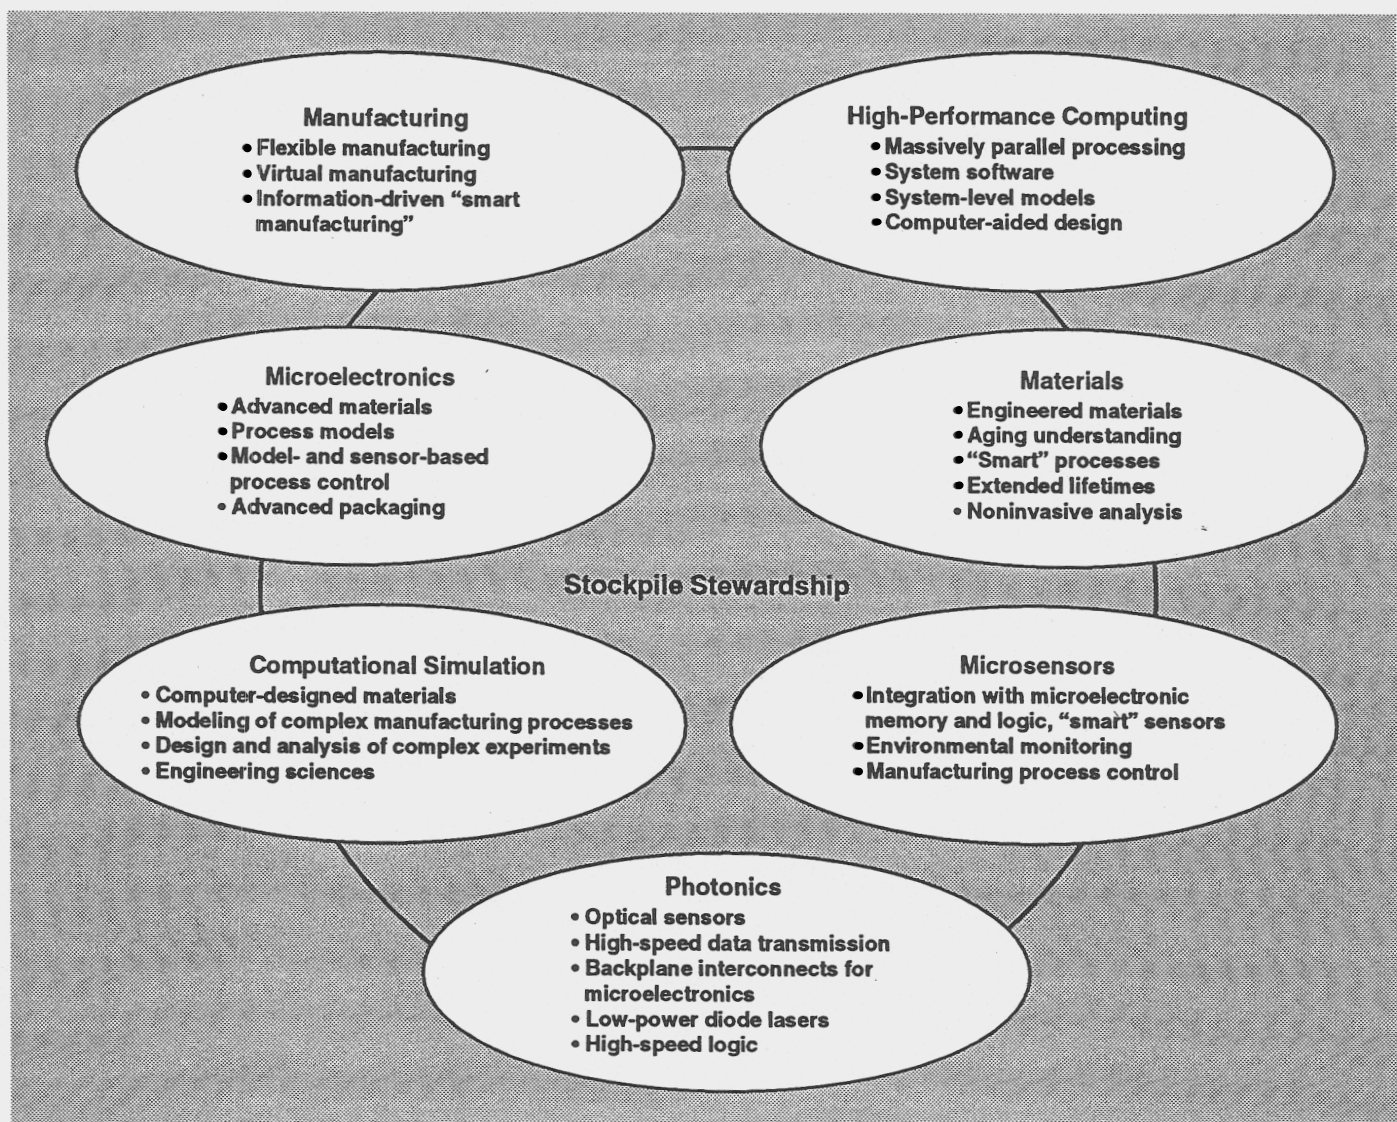 Manufacturing
• Flexible manufacturing
• Virtual manufacturing
• Information-driven “smart
manufacturing”
High-Performance Computing
• Massively parallel processing
• System software
• System-level models
• Computer-aided design
Microelectronics
• Advanced materials
• Process models
• Model- and sensor-based
process control
• Advanced packaging
Materials
• Engineered materials
• Aging understanding
• “Smart” processes
• Extended lifetimes
• Noninvasive analysis
Stockpile Stewardship
Computational Simulation
• Computer-designed materials
• Modeling of complex manufacturing processes
• Design and analysis of complex experiments
• Engineering sciences
Microsensors
• Integration with microelectronic
memory and logic, “smart” sensors
• Environmental monitoring
• Manufacturing process control
Photonics
• Optical sensors
• High-speed data transmission
• Backplane interconnects for
microelectronics
• Low-power diode lasers
• High-speed logic